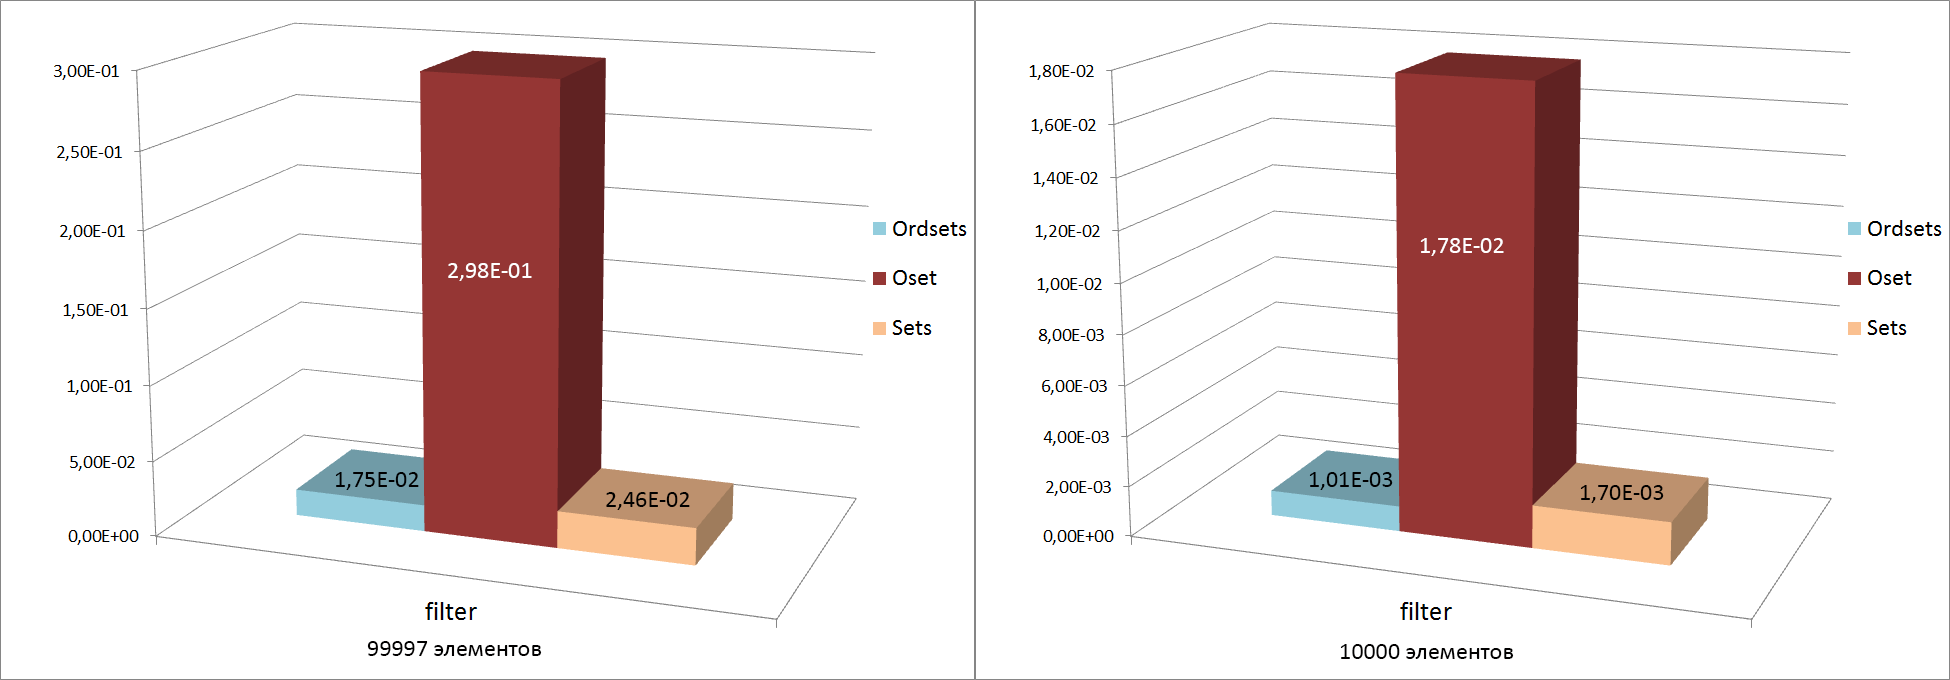 3,00E-01
2,50E-01
2,00E-01
1,50E-01
1,00E-01
5,00E-02
0,00E+00
1,75E-02
2,98E-01
2,46E-02
Ordsets
Oset
Sets
filter
99997 элементов
1,80E-02
1,60E-02
1,40E-02
1,20E-02
1,00E-02
8,00E-03
6,00E-03
4,00E-03
2,00E-03
0,00E+00
1,01E-03
1,78E-02
1,70E-03
Ordsets
Oset
Sets
filter
10000 элементов